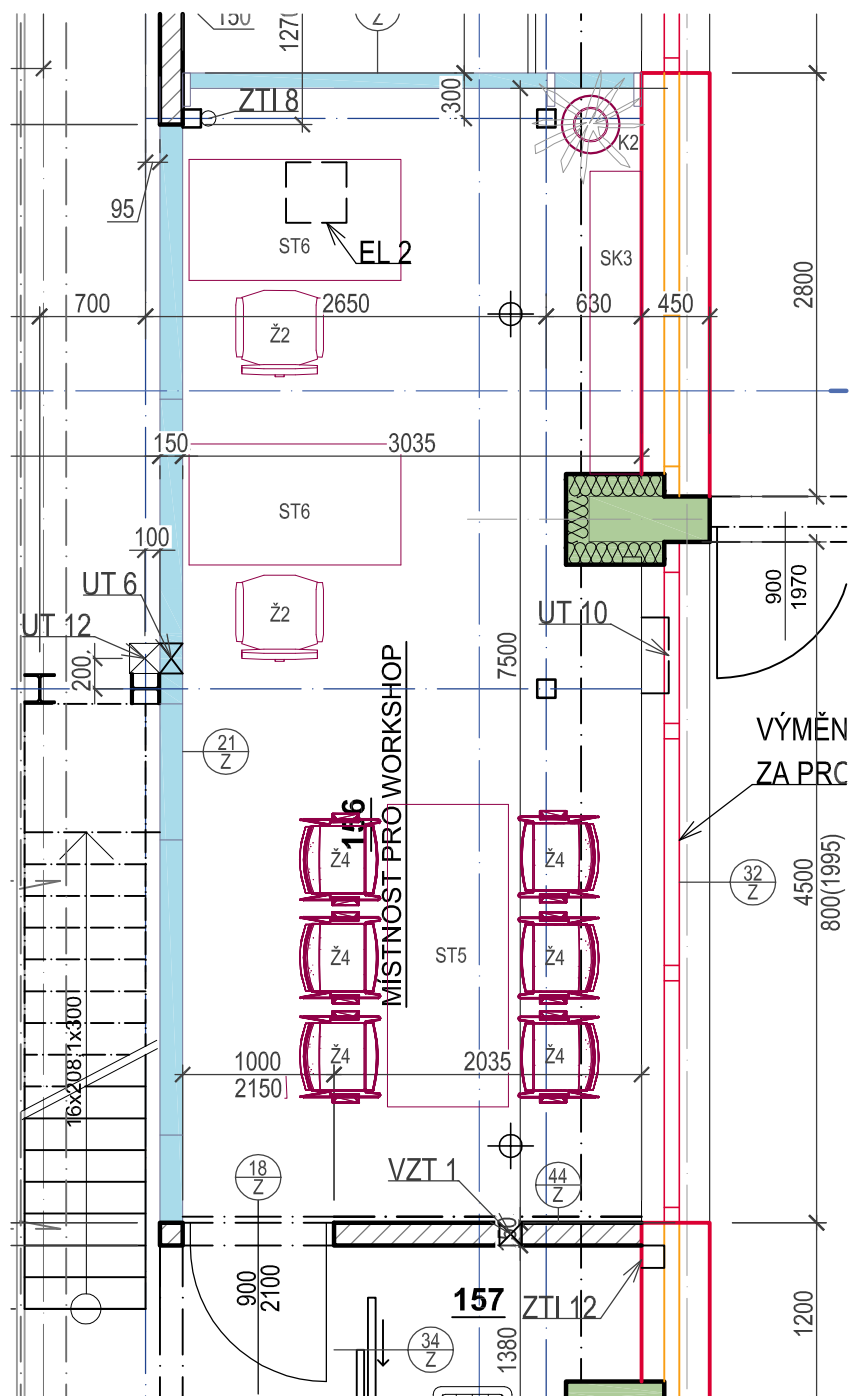 150
1270
Z
ZTI 8
300
K2
95
ST6
EL 2
SK3
700
2650
630
450
2800
Ž2
150
3035
ST6
100
UT 6
900
1970
UT 12
Ž2
UT 10
200
7500
21
Z
156
MÍSTNOST PRO WORKSHOP
VÝMĚN
ZA PRO
Ž4
Ž4
32
Z
4500
800(1995)
Ž4
ST5
Ž4
Ž4
Ž4
16x208,1x300
1000
2150
2035
18
Z
VZT 1
44
Z
900
2100
157
ZTI 12
34
Z
1380
1200